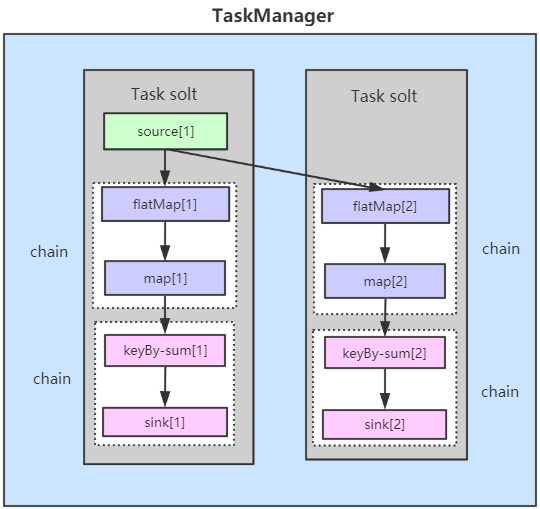 TaskManager
Task solt
source[1]
flatMap[1]
chain
map[1]
keyBy-sum[1]
chain
sink[1]
Task solt
flatMap[2]
chain
map[2]
keyBy-sum[2]
chain
sink[2]